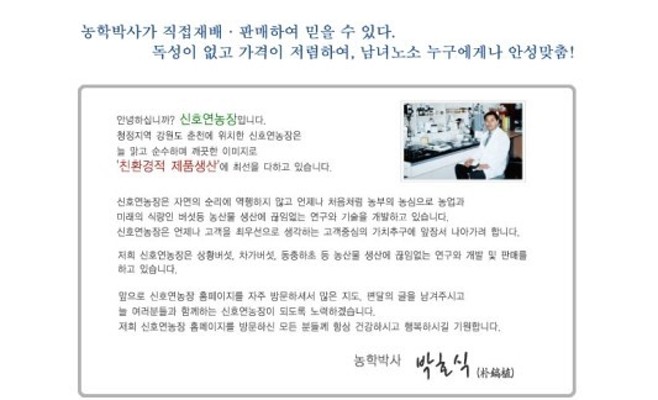 농학박사가 직접재배 · 판매하여 믿을 수 있다.
독성이 없고 가격이 저렴하여, 남녀노소 누구에게나 안성맞춤!
안녕하십니까? 신호연농장입니다.
청정지역 강원도 춘천에 위치한 신호연농장은
늘 맑고 순수하며 깨끗한 이미지로
'친환경적 제품생산'에 최선을 다하고 있습니다.
신호연농장은 자연의 순리에 역행하지 않고 언제나 처음처럼 농부의 농심으로 농업과
미래의 식량인 버섯등 농산물 생산에 끊임없는 연구와 기술을 개발하고 있습니다.
신호연농장은 언제나 고객을 최우선으로 생각하는 고객중심의 가치추구에 앞장서 나아가려 합니다.
저희 신호연농장은 상황버섯, 차가버섯, 동충하초 등 농산물 생산에 끊임없는 연구와 개발 및 판매를
하고 있습니다.
앞으로 신호연농장 홈페이지를 자주 방문하셔서 많은 지도, 변달의 글을 남겨주시고
늘 여러분들과 함께하는 신호연농장이 되도록 노력하겠습니다.
저희 신호연농장 홈페이지를 방문하신 모든 분들께 항상 건강하시고 행복하시길 기원합니다.
농학박사 박호식